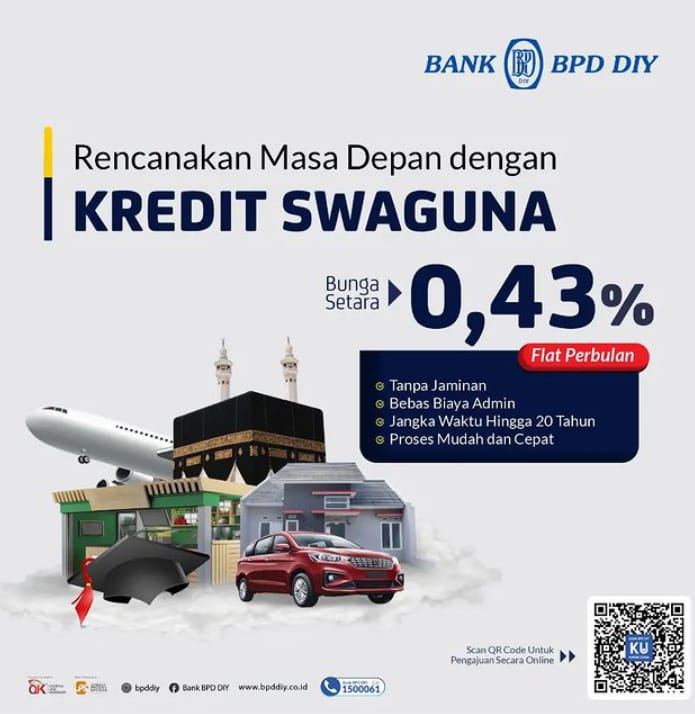 BANK BPD DIY
Rencanakan Masa Depan dengan
KREDIT SWAGUNA
Bunga
Setara
0,43%
Flat Perbulan
Tanpa Jaminan
Bebas Biaya Admin
Jangka Waktu Hingga 20 Tahun
Proses Mudah dan Cepat
Scan QR Code Untuk
Pengajuan Secara Online
KU
bpddiy
Bank BPD DIY
www.bpddiy.co.id
1500061